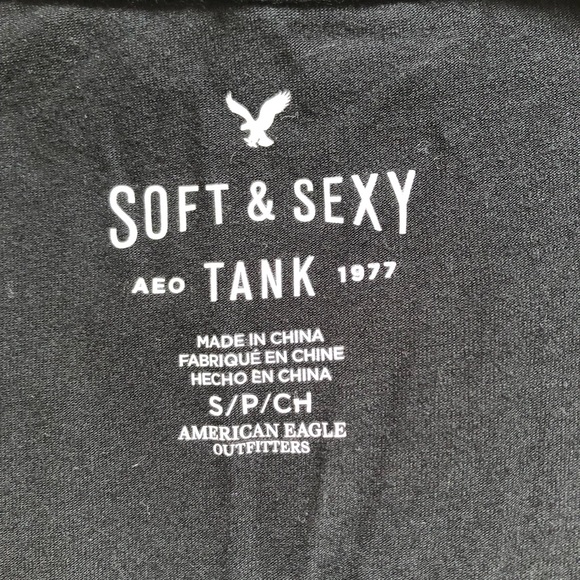 SOFT & SEXY
AEO TANK 1977
MADE IN CHINA
FABRIQUÉ EN CHINE
HECHO EN CHINA
S/P/CH
AMERICAN EAGLE
OUTFITTERS